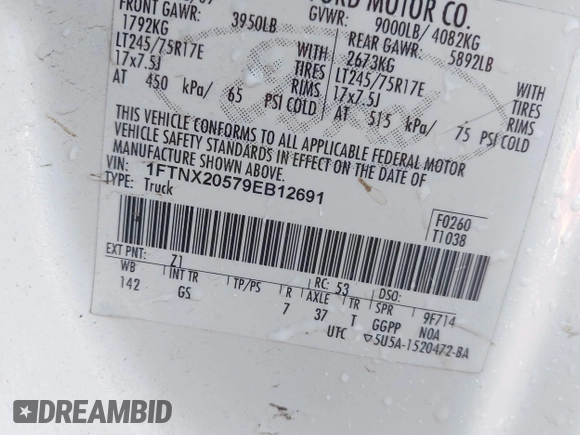 FORD MOTOR CO.
FRONT GAWR: 3950LB GVWR: 9000LB/ 4082KG
1792KG WITH REAR GAWR: 5892LB
LT245/75R17E TIRES 2673KG WITH
17x7.5J RIMS LT245/75R17E TIRES
AT 450 kPa/ 65 PSI COLD 17x7.5J RIMS
AT 515 kPa/ 75 PSI COLD
THIS VEHICLE CONFORMS TO ALL APPLICABLE FEDERAL MOTOR
VEHICLE SAFETY STANDARDS IN EFFECT ON THE DATE OF
MANUFACTURE SHOWN ABOVE.
VIN: 1FTNX20579EB12691
TYPE: Truck
F0260
T1038
EXT PNT: Z1 RC: 53 DSO:
WB INT TR TP/PS R AXLE TR SPR 9F714
142 GS 7 37 T GGPP N0A
UTC ▽5U5A-1520472-BA
DREAMBID